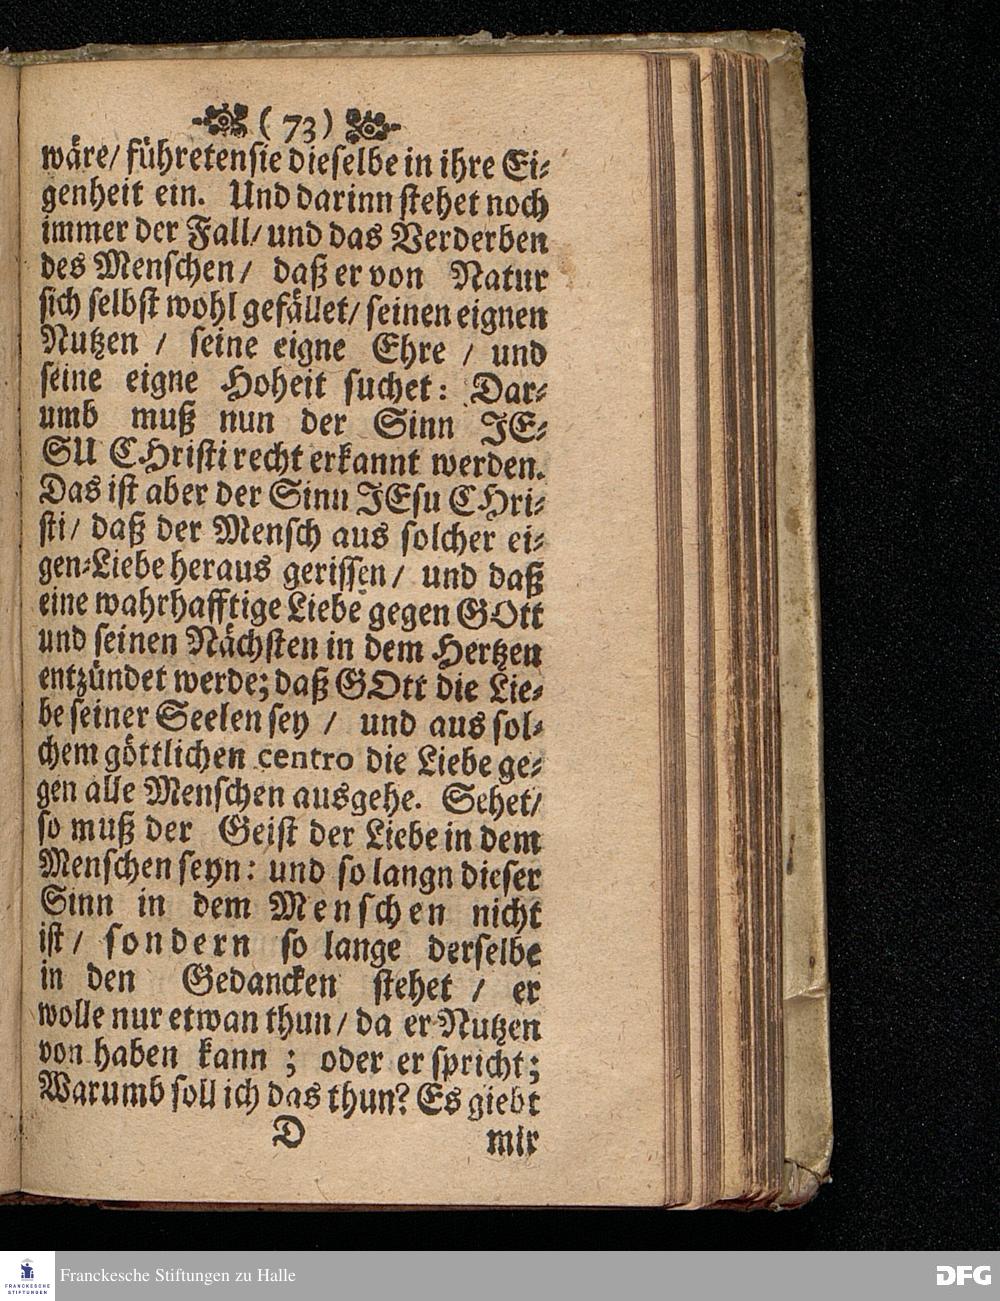 ( 73 )
wäre/ führeten sie dieselbe in ihre Ei-
genheit ein. Und darinn stehet noch
immer der Fall/ und das Verderben
des Menschen/ daß er von Natur
sich selbst wohl gefället/ seinen eignen
Nutzen / seine eigne Ehre / und
seine eigne Hoheit suchet: Dar-
umb muß nun der Sinn JE-
SU CHristi recht erkannt werden.
Das ist aber der Sinn JEsu CHri-
sti/ daß der Mensch aus solcher ei-
gen-Liebe heraus gerissen/ und daß
eine wahrhafftige Liebe gegen GOtt
und seinen Nächsten in dem Hertzen
entzündet werde; daß GOtt die Lie-
be seiner Seelen sey / und aus sol-
chem göttlichen centro die Liebe ge-
gen alle Menschen ausgehe. Sehet/
so muß der Geist der Liebe in dem
Menschen seyn: und so langn dieser
Sinn in dem Menschen nicht
ist/ sondern so lange derselbe
in den Gedancken stehet / er
wolle nur etwan thun/ da er Nutzen
von haben kann ; oder er spricht;
Warumb soll ich das thun? Es giebt
D mir
FRANCKESCHE
STIFTUNGEN
Franckesche Stiftungen zu Halle
DFG